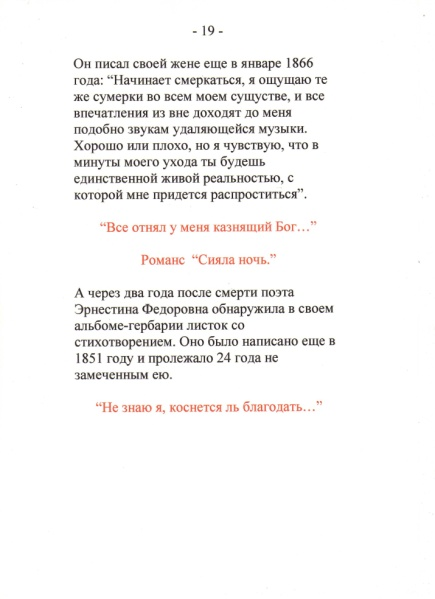 - 19 -
Он писал своей жене еще в январе 1866
года: “Начинает смеркаться, я ощущаю те
же сумерки во всем моем сущустве, и все
впечатления из вне доходят до меня
подобно звукам удаляющейся музыки.
Хорошо или плохо, но я чувствую, что в
минуты моего ухода ты будешь
единственной живой реальностью, с
которой мне придется распроститься”.
“Все отнял у меня казнящий Бог…”
Романс “Сияла ночь.”
А через два года после смерти поэта
Эрнестина Федоровна обнаружила в своем
альбоме-гербарии листок со
стихотворением. Оно было написано еще в
1851 году и пролежало 24 года не
замеченным ею.
“Не знаю я, коснется ль благодать…”